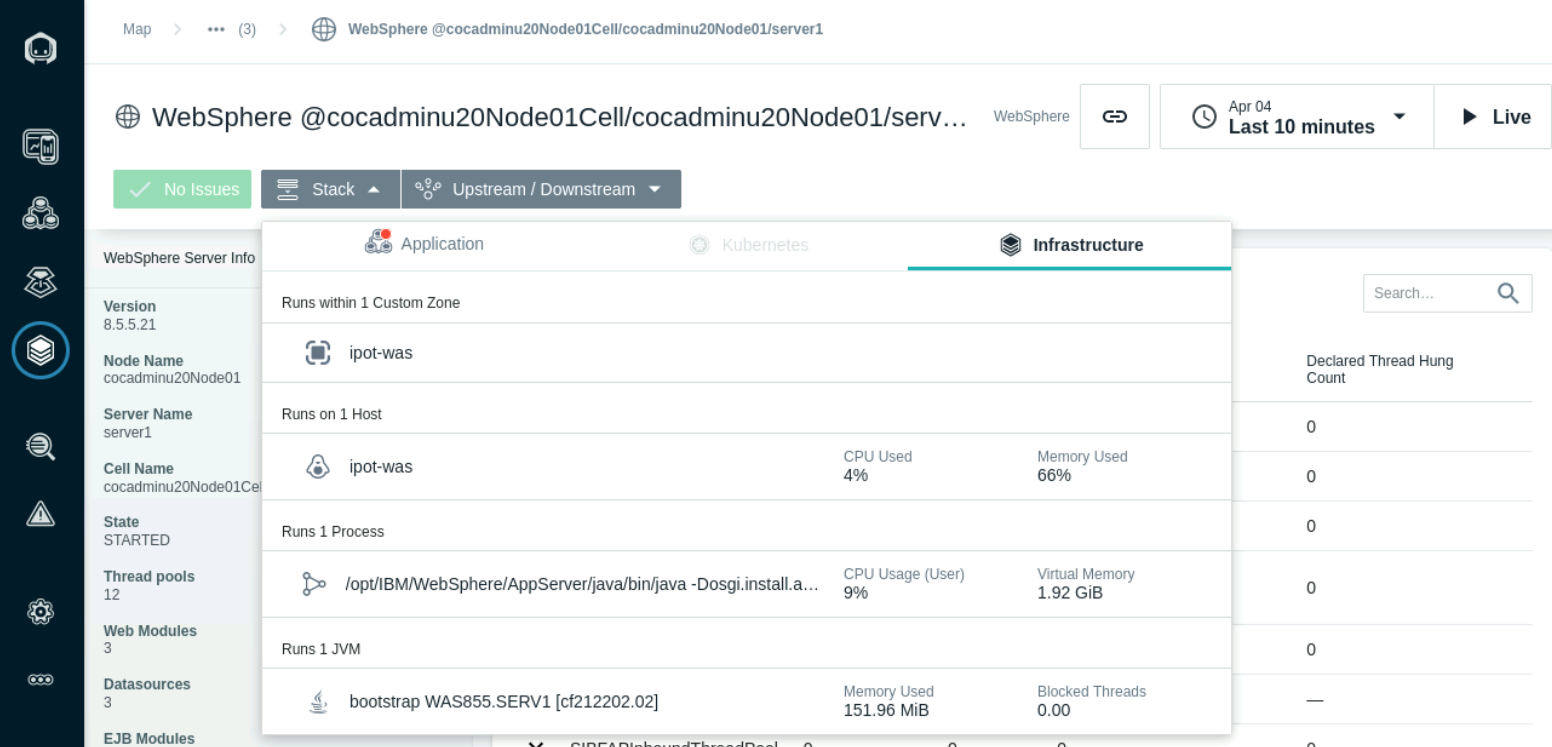 Map
••• (3)
WebSphere @cocadminu20Node01Cell/cocadminu20Node01/server1
WebSphere @cocadminu20Node01Cell/cocadminu20Node01/serv…
WebSphere
Apr 04
Last 10 minutes
Live
No Issues
Stack
Upstream / Downstream
WebSphere Server Info
Version
8.5.5.21
Node Name
cocadminu20Node01
Server Name
server1
Cell Name
cocadminu20Node01Cel
State
STARTED
Thread pools
12
Web Modules
3
Datasources
3
EJB Modules
Application
Kubernetes
Infrastructure
Runs within 1 Custom Zone
ipot-was
Runs on 1 Host
ipot-was
CPU Used
4%
Memory Used
66%
Runs 1 Process
/opt/IBM/WebSphere/AppServer/java/bin/java -Dosgi.install.a…
CPU Usage (User)
9%
Virtual Memory
1.92 GiB
Runs 1 JVM
bootstrap WAS855.SERV1 [cf212202.02]
Memory Used
151.96 MiB
Blocked Threads
0.00
Search…
Declared Thread Hung
Count
0
0
0
0
0
—
SIBFAPInboundThreadPool 0 0 0